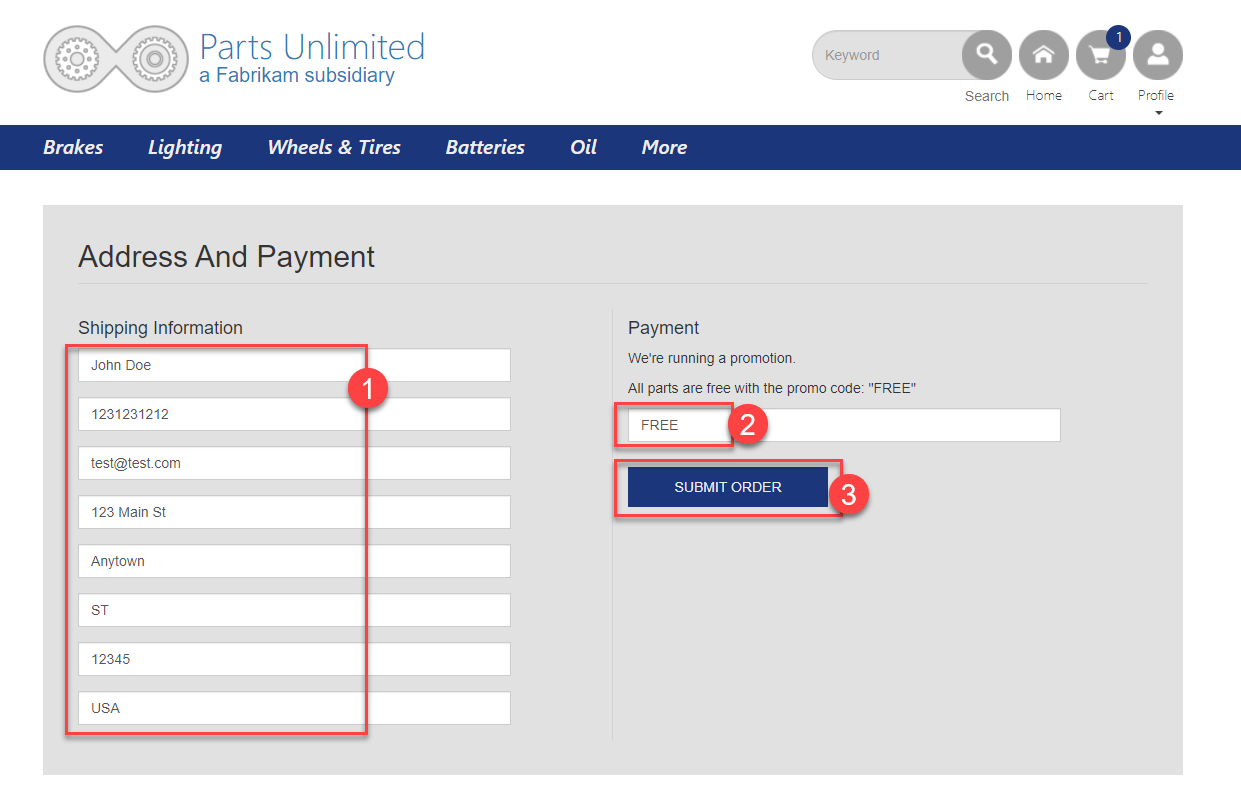 Parts Unlimited
a Fabrikam subsidiary
Keyword
1
Search Home Cart Profile
Brakes Lighting Wheels & Tires Batteries Oil More
Address And Payment
Shipping Information
John Doe
1
1231231212
test@test.com
123 Main St
Anytown
ST
12345
USA
Payment
We're running a promotion.
All parts are free with the promo code: "FREE"
FREE
2
SUBMIT ORDER
3